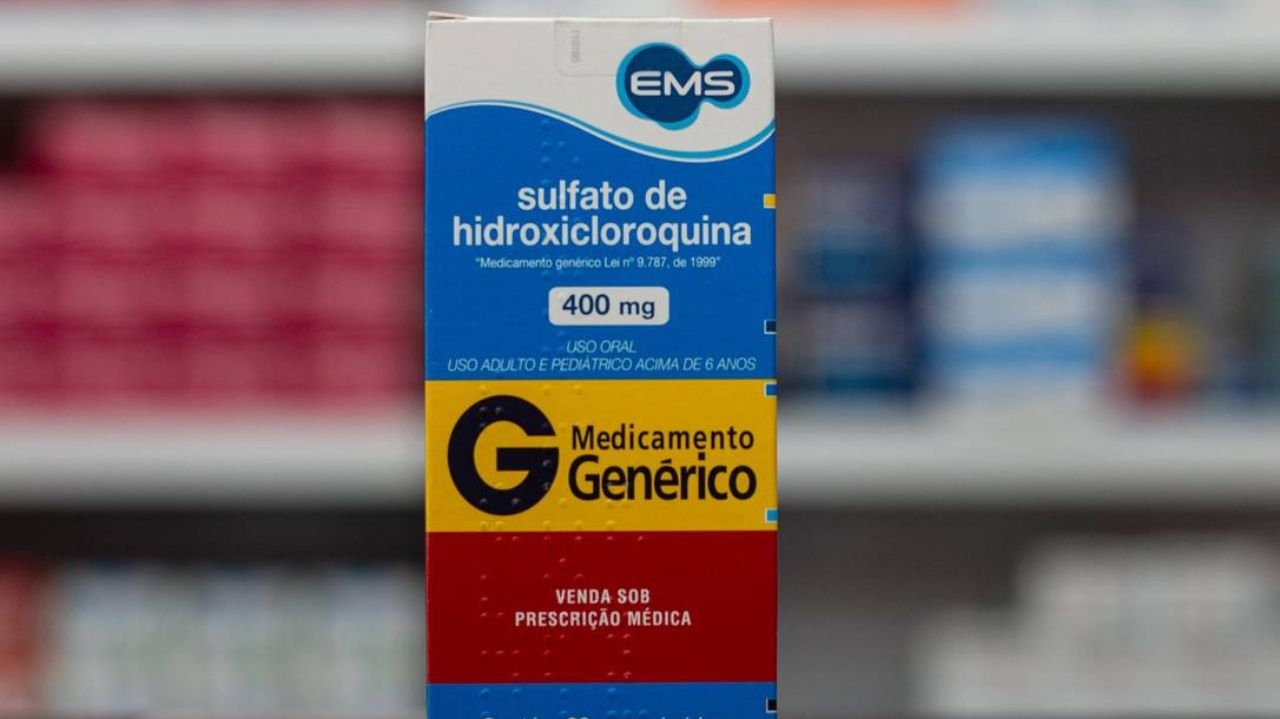 EMS
sulfato de
hidroxicloroquina
"Medicamento genérico Lei nº 9.787, de 1999"
400 mg
USO ORAL
USO ADULTO E PEDIÁTRICO ACIMA DE 6 ANOS
G Medicamento
Genérico
VENDA SOB
PRESCRIÇÃO MÉDICA